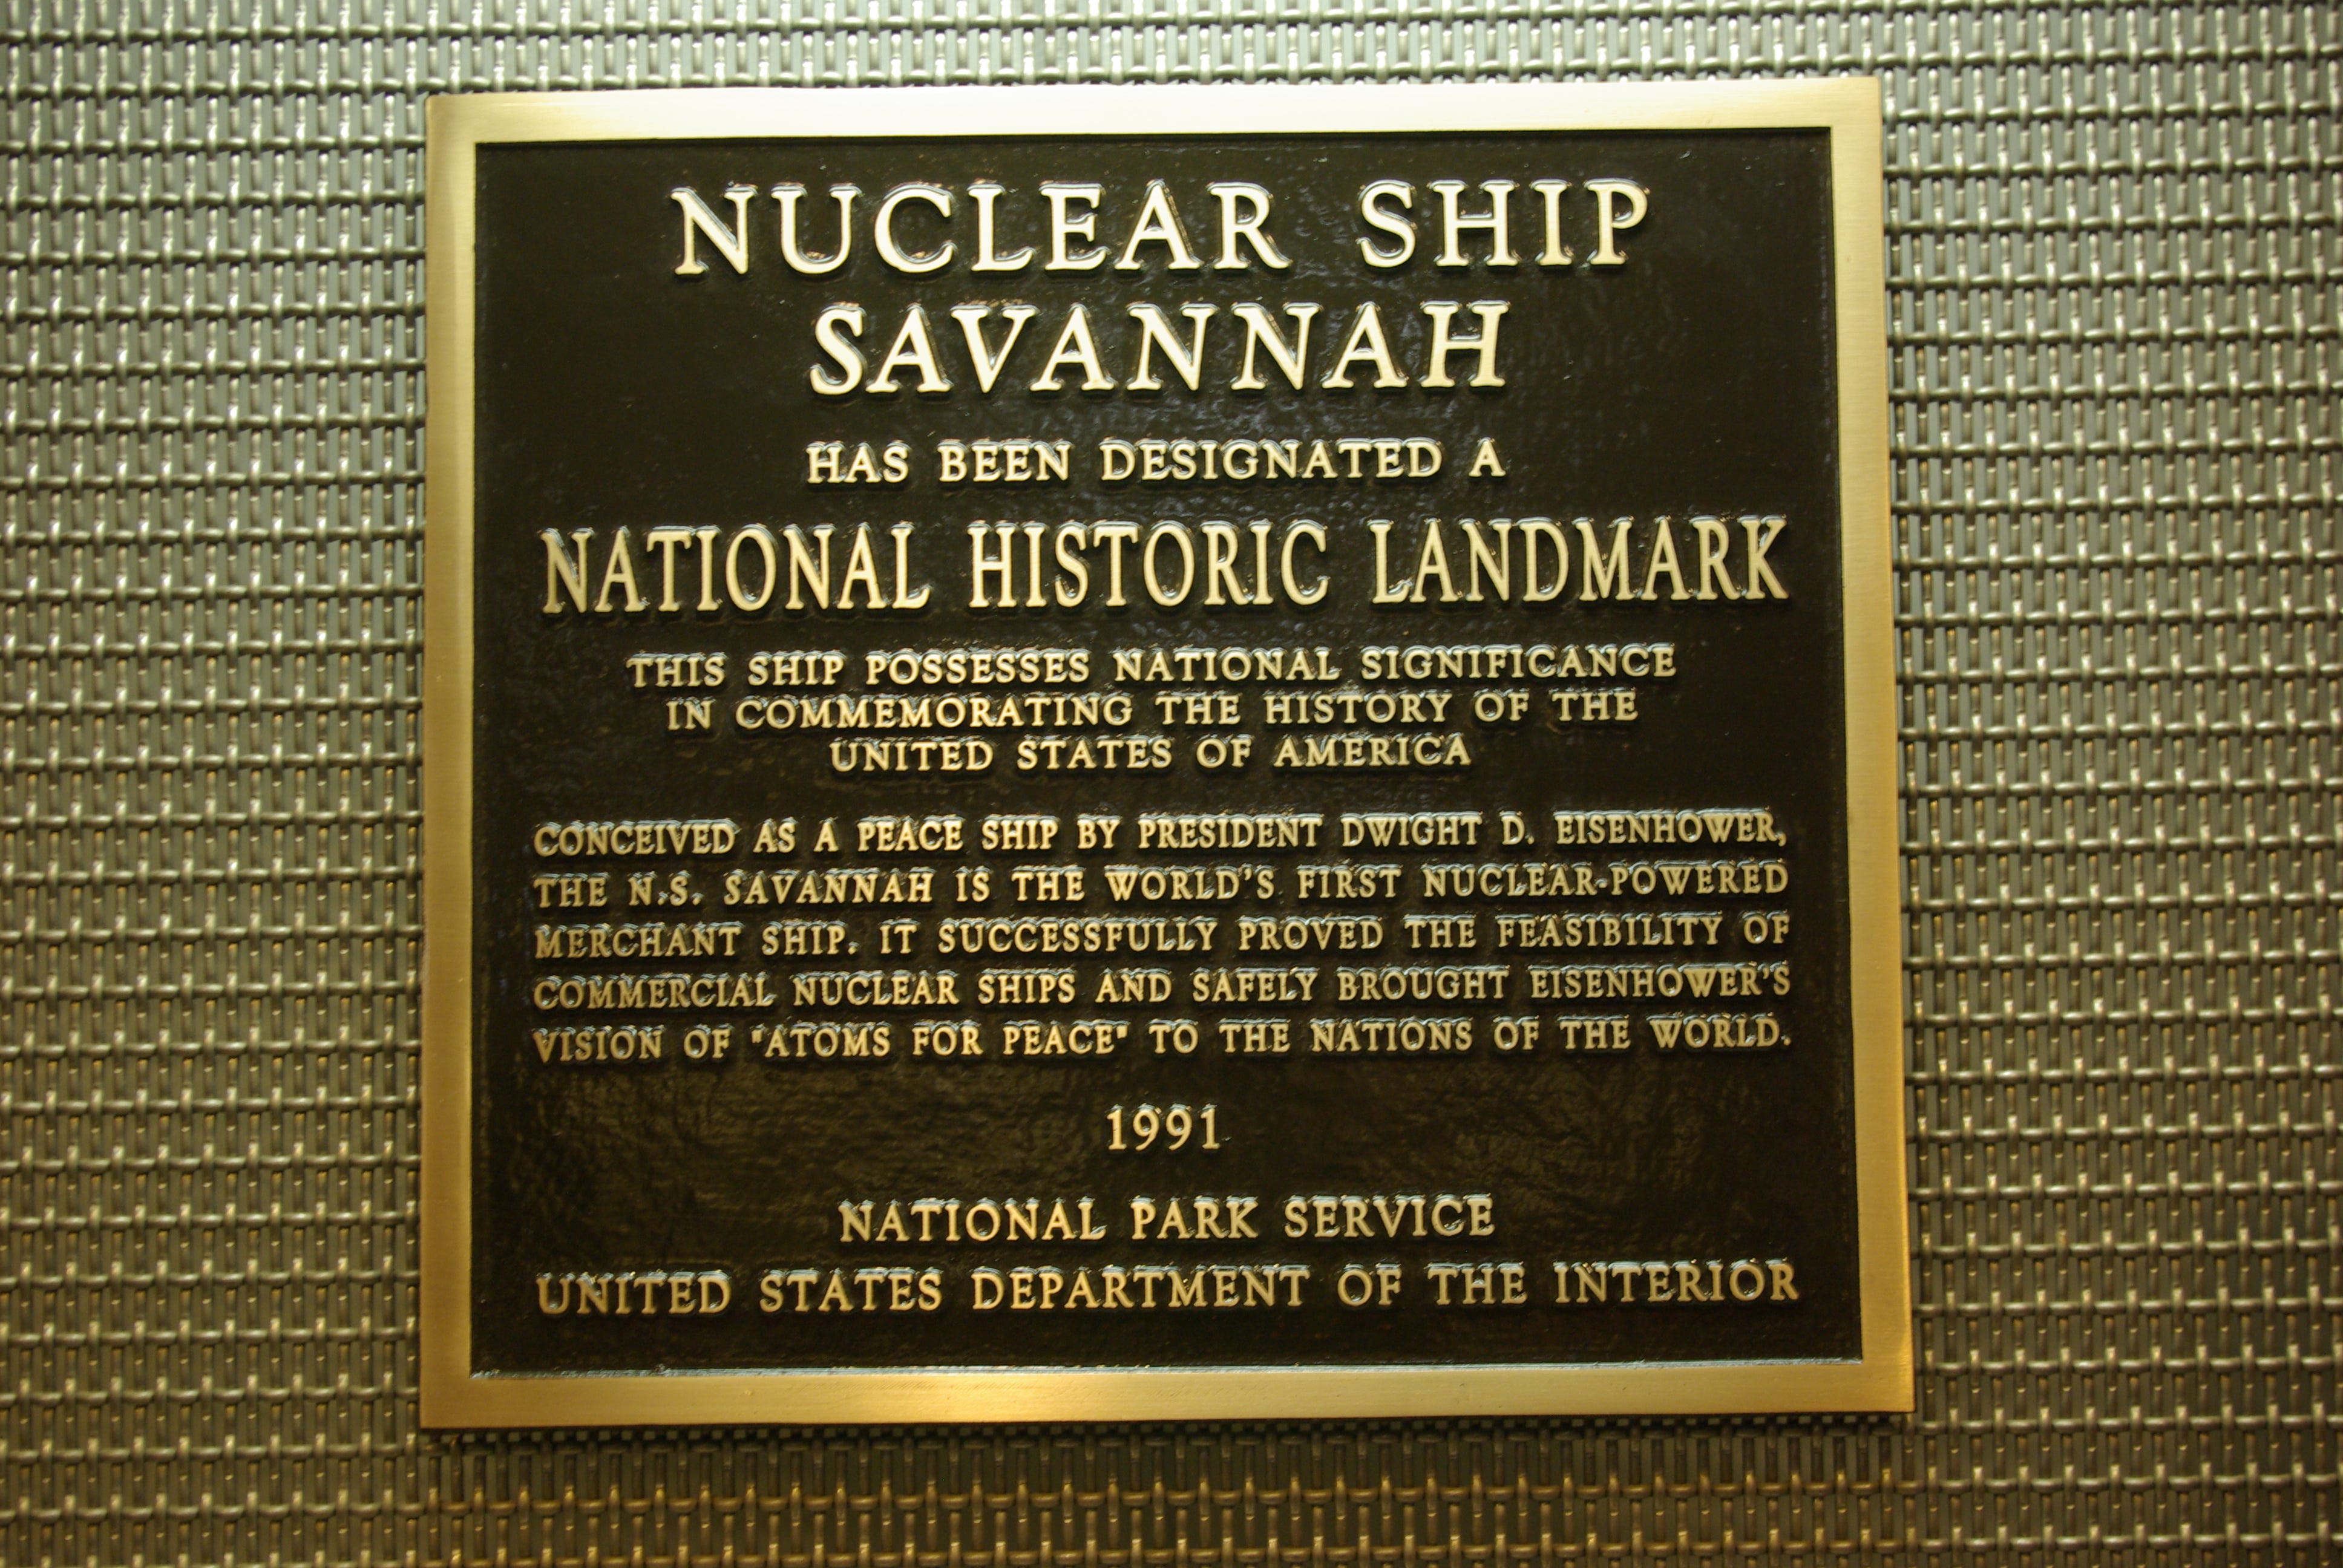 NUCLEAR SHIP
SAVANNAH
HAS BEEN DESIGNATED A
NATIONAL HISTORIC LANDMARK
THIS SHIP POSSESSES NATIONAL SIGNIFICANCE
IN COMMEMORATING THE HISTORY OF THE
UNITED STATES OF AMERICA
CONCEIVED AS A PEACE SHIP BY PRESIDENT DWIGHT D. EISENHOWER,
THE N.S. SAVANNAH IS THE WORLD'S FIRST NUCLEAR-POWERED
MERCHANT SHIP. IT SUCCESSFULLY PROVED THE FEASIBILITY OF
COMMERCIAL NUCLEAR SHIPS AND SAFELY BROUGHT EISENHOWER'S
VISION OF "ATOMS FOR PEACE" TO THE NATIONS OF THE WORLD.
1991
NATIONAL PARK SERVICE
UNITED STATES DEPARTMENT OF THE INTERIOR